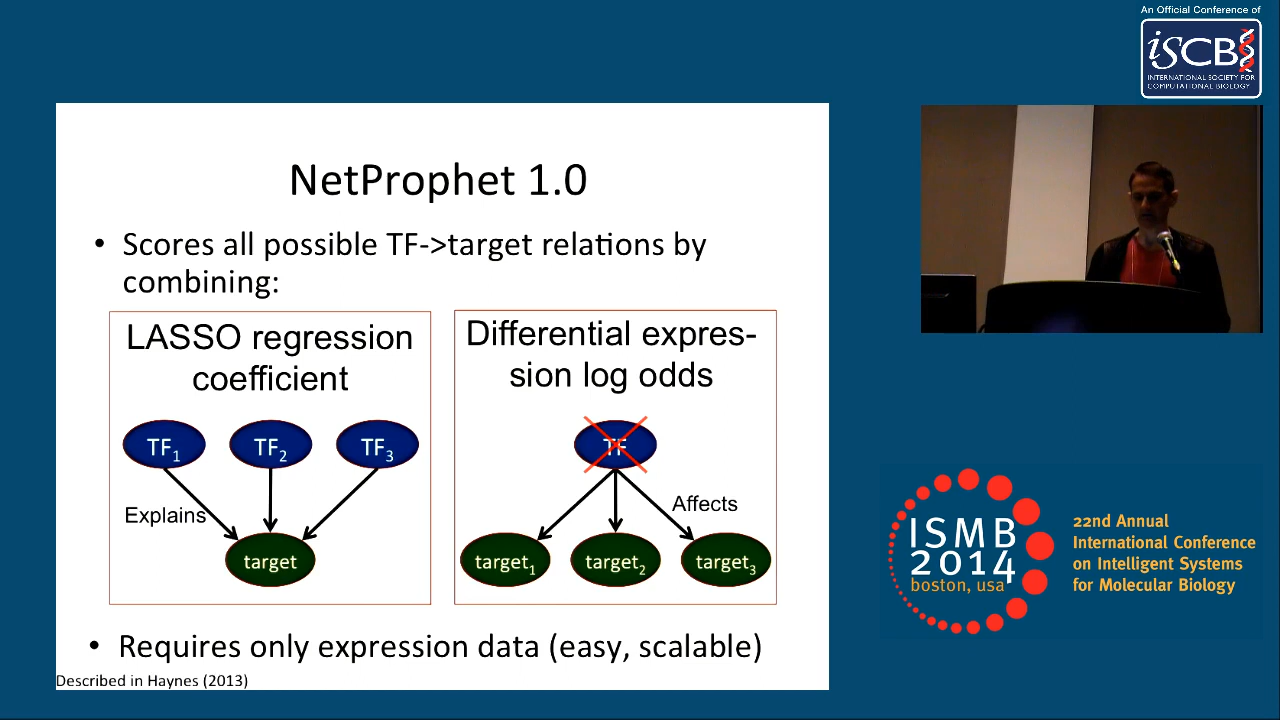 An Official Conference of
iSCB
INTERNATIONAL SOCIETY FOR
COMPUTATIONAL BIOLOGY
NetProphet 1.0
• Scores all possible TF->target relations by
combining:
LASSO regression
coefficient
TF1
TF2
TF3
Explains
target
Differential expres-
sion log odds
TF
Affects
target1
target2
target3
• Requires only expression data (easy, scalable)
Described in Haynes (2013)
ISMB
2014
boston, usa
22nd Annual
International Conference
on Intelligent Systems
for Molecular Biology